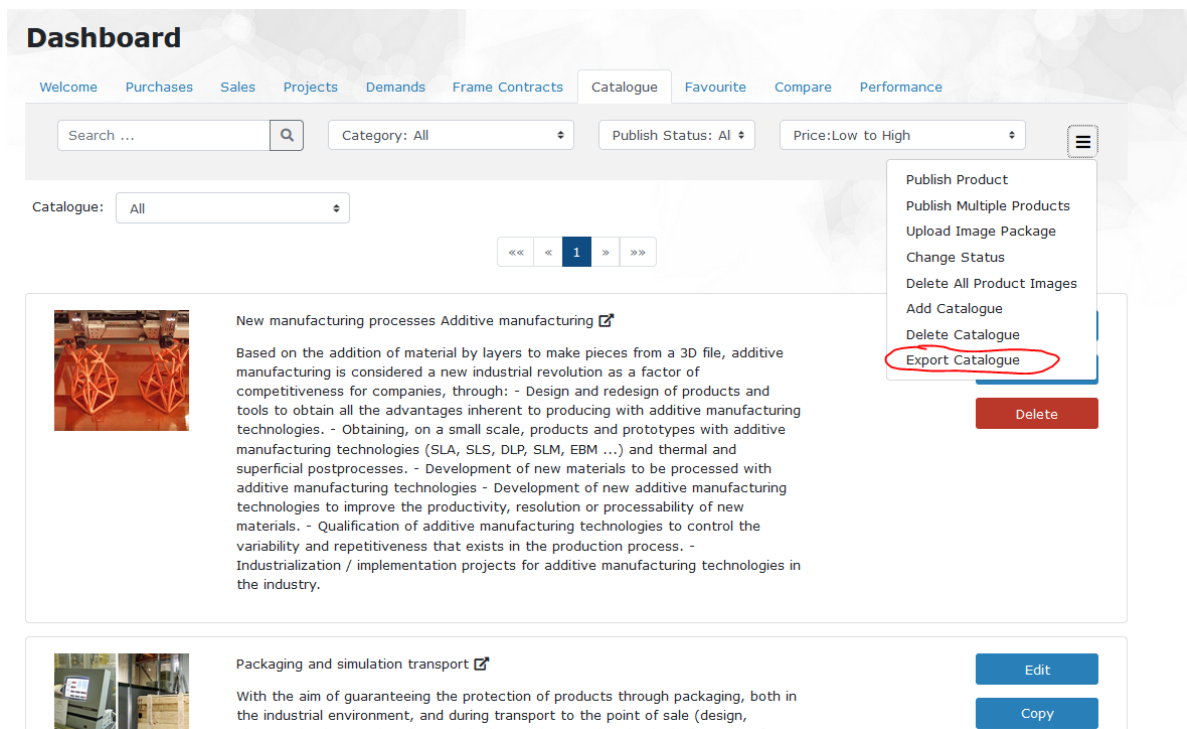 Dashboard
Welcome Purchases Sales Projects Demands Frame Contracts Catalogue Favourite Compare Performance
Search ... Category: All Publish Status: Al Price:Low to High
Publish Product
Publish Multiple Products
Upload Image Package
Change Status
Delete All Product Images
Add Catalogue
Delete Catalogue
Export Catalogue
Catalogue: All
«« « 1 » »»
New manufacturing processes Additive manufacturing
Based on the addition of material by layers to make pieces from a 3D file, additive
manufacturing is considered a new industrial revolution as a factor of
competitiveness for companies, through: - Design and redesign of products and
tools to obtain all the advantages inherent to producing with additive manufacturing
technologies. - Obtaining, on a small scale, products and prototypes with additive
manufacturing technologies (SLA, SLS, DLP, SLM, EBM ...) and thermal and
superficial postprocesses. - Development of new materials to be processed with
additive manufacturing technologies - Development of new additive manufacturing
technologies to improve the productivity, resolution or processability of new
materials. - Qualification of additive manufacturing technologies to control the
variability and repetitiveness that exists in the production process. -
Industrialization / implementation projects for additive manufacturing technologies in
the industry.
Delete
Packaging and simulation transport
With the aim of guaranteeing the protection of products through packaging, both in
the industrial environment, and during transport to the point of sale (design,
Edit
Copy